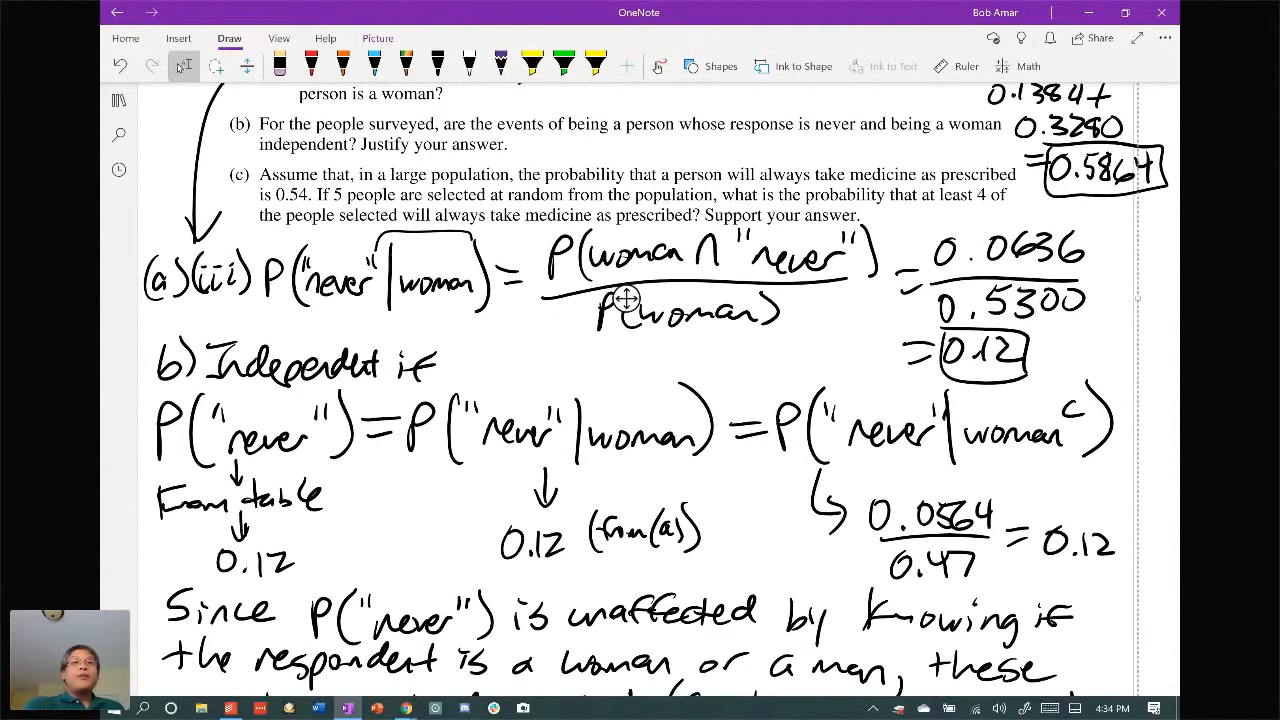 OneNote
Bob Amar
Home Insert Draw View Help Picture
Share
Shapes Ink to Shape Ink to Text Ruler Math
person is a woman?
(b) For the people surveyed, are the events of being a person whose response is never and being a woman
independent? Justify your answer.
(c) Assume that, in a large population, the probability that a person will always take medicine as prescribed
is 0.54. If 5 people are selected at random from the population, what is the probability that at least 4 of
the people selected will always take medicine as prescribed? Support your answer.
0.1384+
0.3280
=0.5864
(a)(iii) P("never"|woman) = P(woman ∩ "never") / P(woman) = 0.0636 / 0.5300
= 0.12
b) Independent if
P("never") = P("never"|woman) = P("never"|woman^c)
From table
0.12
0.12 (from (a))
0.0564 / 0.47 = 0.12
Since P("never") is unaffected by knowing if
the respondent is a woman or a man, these
4:34 PM